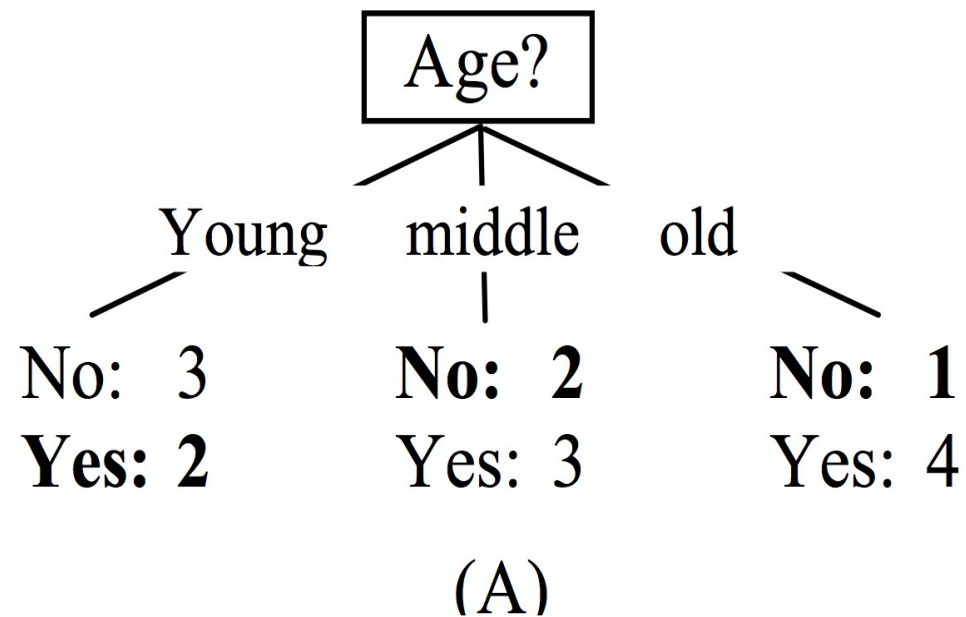 Age?
Young middle old
No: 3 No: 2 No: 1
Yes: 2 Yes: 3 Yes: 4
(A)